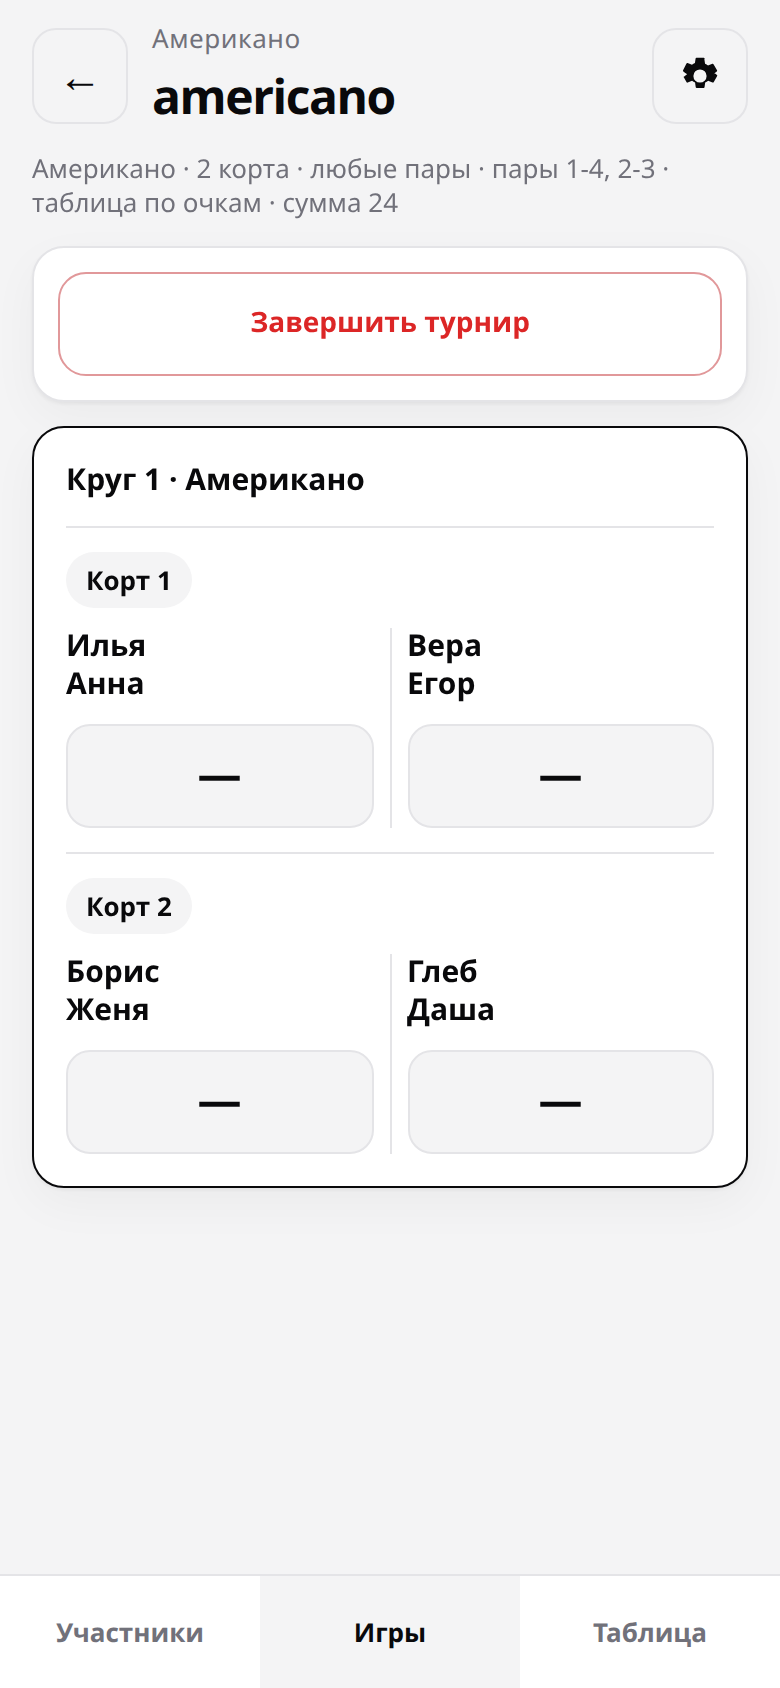 Американо
←
americano
Американо · 2 корта · любые пары · пары 1-4, 2-3 ·
таблица по очкам · сумма 24
Завершить турнир
Круг 1 · Американо
Корт 1
Илья
Анна
Вера
Егор
—
—
Корт 2
Борис
Женя
Глеб
Даша
—
—
Участники
Игры
Таблица